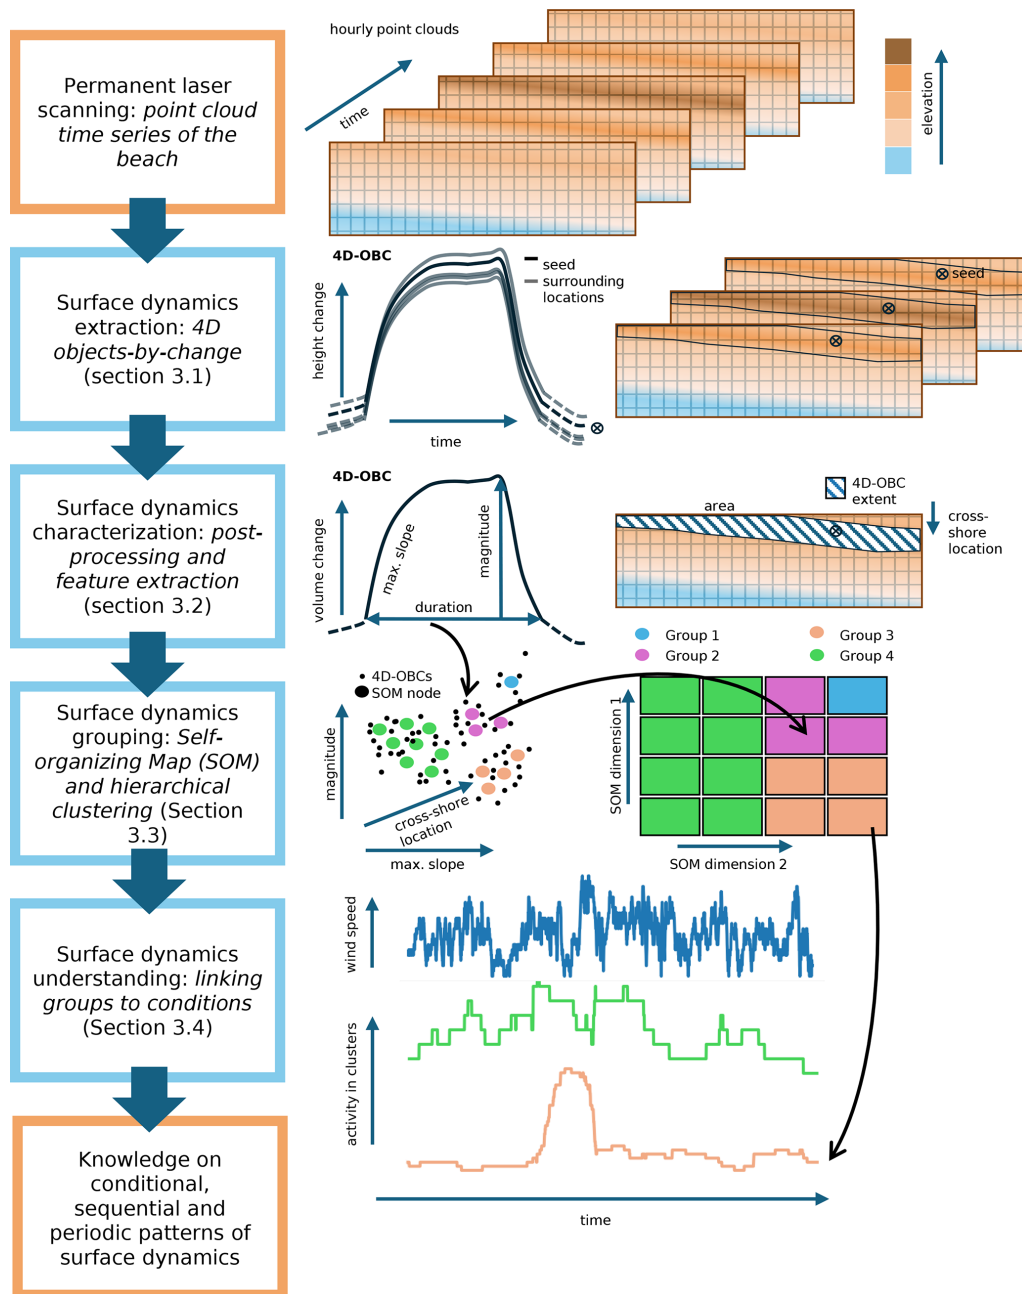 Permanent laser
scanning: point cloud
time series of the
beach
hourly point clouds
time
elevation
Surface dynamics
extraction: 4D
objects-by-change
(section 3.1)
4D-OBC
seed
surrounding
locations
height change
time
seed
Surface dynamics
characterization: post-
processing and
feature extraction
(section 3.2)
4D-OBC
volume change
max. slope
magnitude
duration
area
4D-OBC
extent
cross-
shore
location
Surface dynamics
grouping: Self-
organizing Map (SOM)
and hierarchical
clustering (Section
3.3)
4D-OBCs
SOM node
magnitude
cross-shore
location
max. slope
Group 1
Group 2
Group 3
Group 4
SOM dimension 1
SOM dimension 2
Surface dynamics
understanding: linking
groups to conditions
(Section 3.4)
wind speed
activity in clusters
time
Knowledge on
conditional,
sequential and
periodic patterns of
surface dynamics